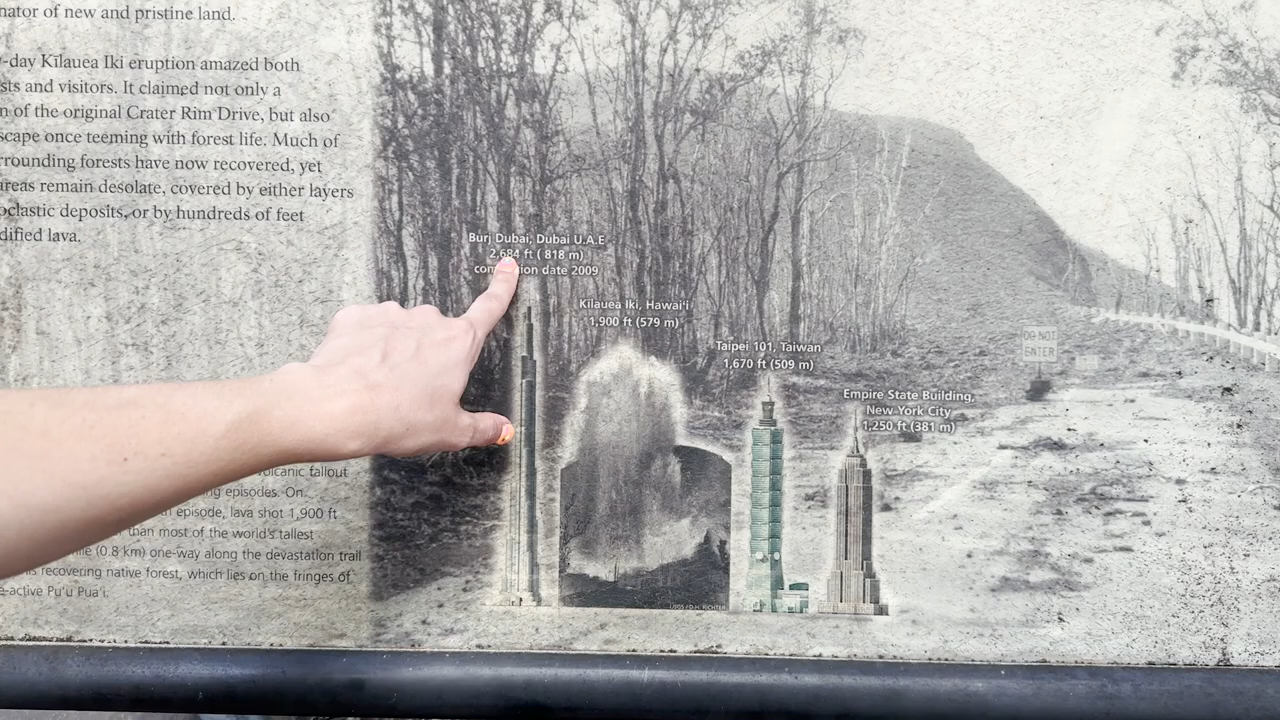 nator of new and pristine land.
-day Kīlauea Iki eruption amazed both
sts and visitors. It claimed not only a
n of the original Crater Rim Drive, but also
scape once teeming with forest life. Much of
rrounding forests have now recovered, yet
areas remain desolate, covered by either layers
oclastic deposits, or by hundreds of feet
dified lava.
Burj Dubai, Dubai U.A.E
2,684 ft ( 818 m)
date 2009
Kīlauea Iki, Hawai'i
1,900 ft (579 m)
Taipei 101, Taiwan
1,670 ft (509 m)
Empire State Building,
New York City
1,250 ft (381 m)
DO NOT
ENTER
volcanic fallout
ng episodes. On
episode, lava shot 1,900 ft
than most of the world's tallest
ile (0.8 km) one-way along the devastation trail
is recovering native forest, which lies on the fringes of
e-active Pu'u Pua'i.
USGS / D.H. RICHTER